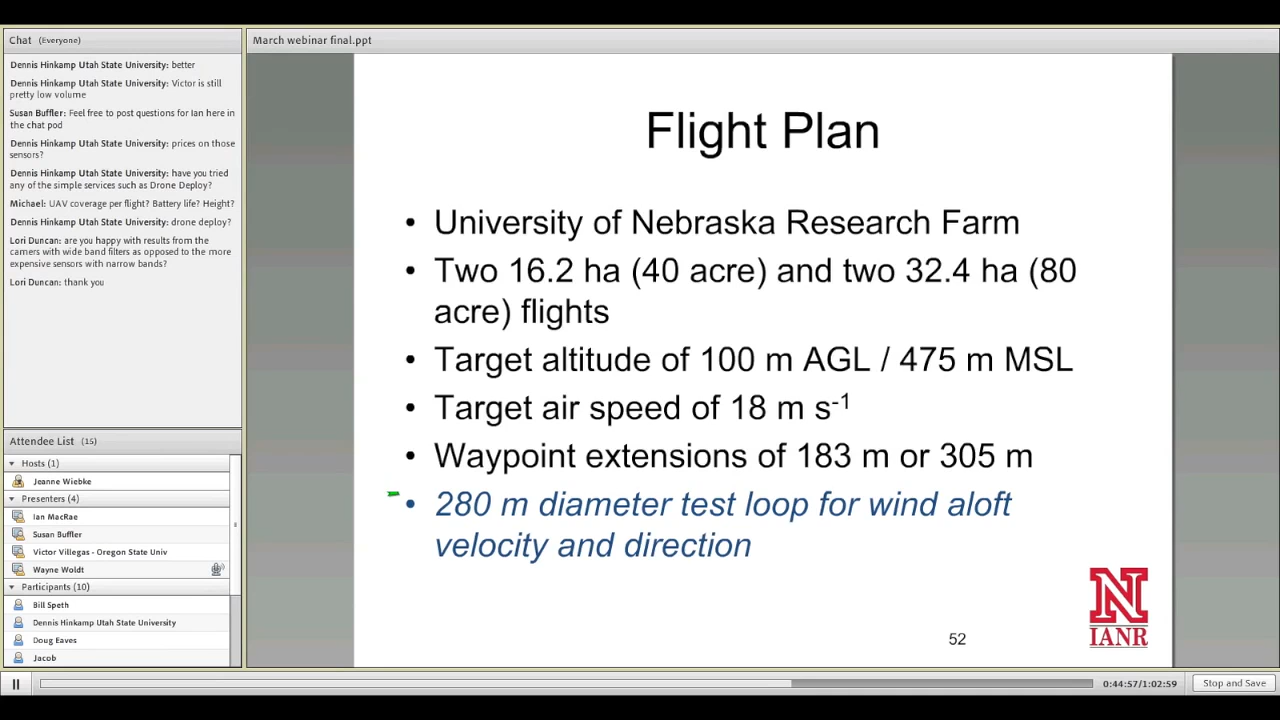 Chat (Everyone)
Dennis Hinkamp Utah State University: better
Dennis Hinkamp Utah State University: Victor is still
pretty low volume
Susan Buffler: Feel free to post questions for Ian here in
the chat pod
Dennis Hinkamp Utah State University: prices on those
sensors?
Dennis Hinkamp Utah State University: have you tried
any of the simple services such as Drone Deploy?
Michael: UAV coverage per flight? Battery life? Height?
Dennis Hinkamp Utah State University: drone deploy?
Lori Duncan: are you happy with results from the
camers with wide band filters as opposed to the more
expensive sensors with narrow bands?
Lori Duncan: thank you
Attendee List (15)
Hosts (1)
Jeanne Wiebke
Presenters (4)
Ian MacRae
Susan Buffler
Victor Villegas - Oregon State Univ
Wayne Woldt
Participants (10)
Bill Speth
Dennis Hinkamp Utah State University
Doug Eaves
Jacob
March webinar final.ppt
Flight Plan
• University of Nebraska Research Farm
• Two 16.2 ha (40 acre) and two 32.4 ha (80
acre) flights
• Target altitude of 100 m AGL / 475 m MSL
• Target air speed of 18 m s-1
• Waypoint extensions of 183 m or 305 m
• 280 m diameter test loop for wind aloft
velocity and direction
52
N
IANR
0:44:57/1:02:59
Stop and Save